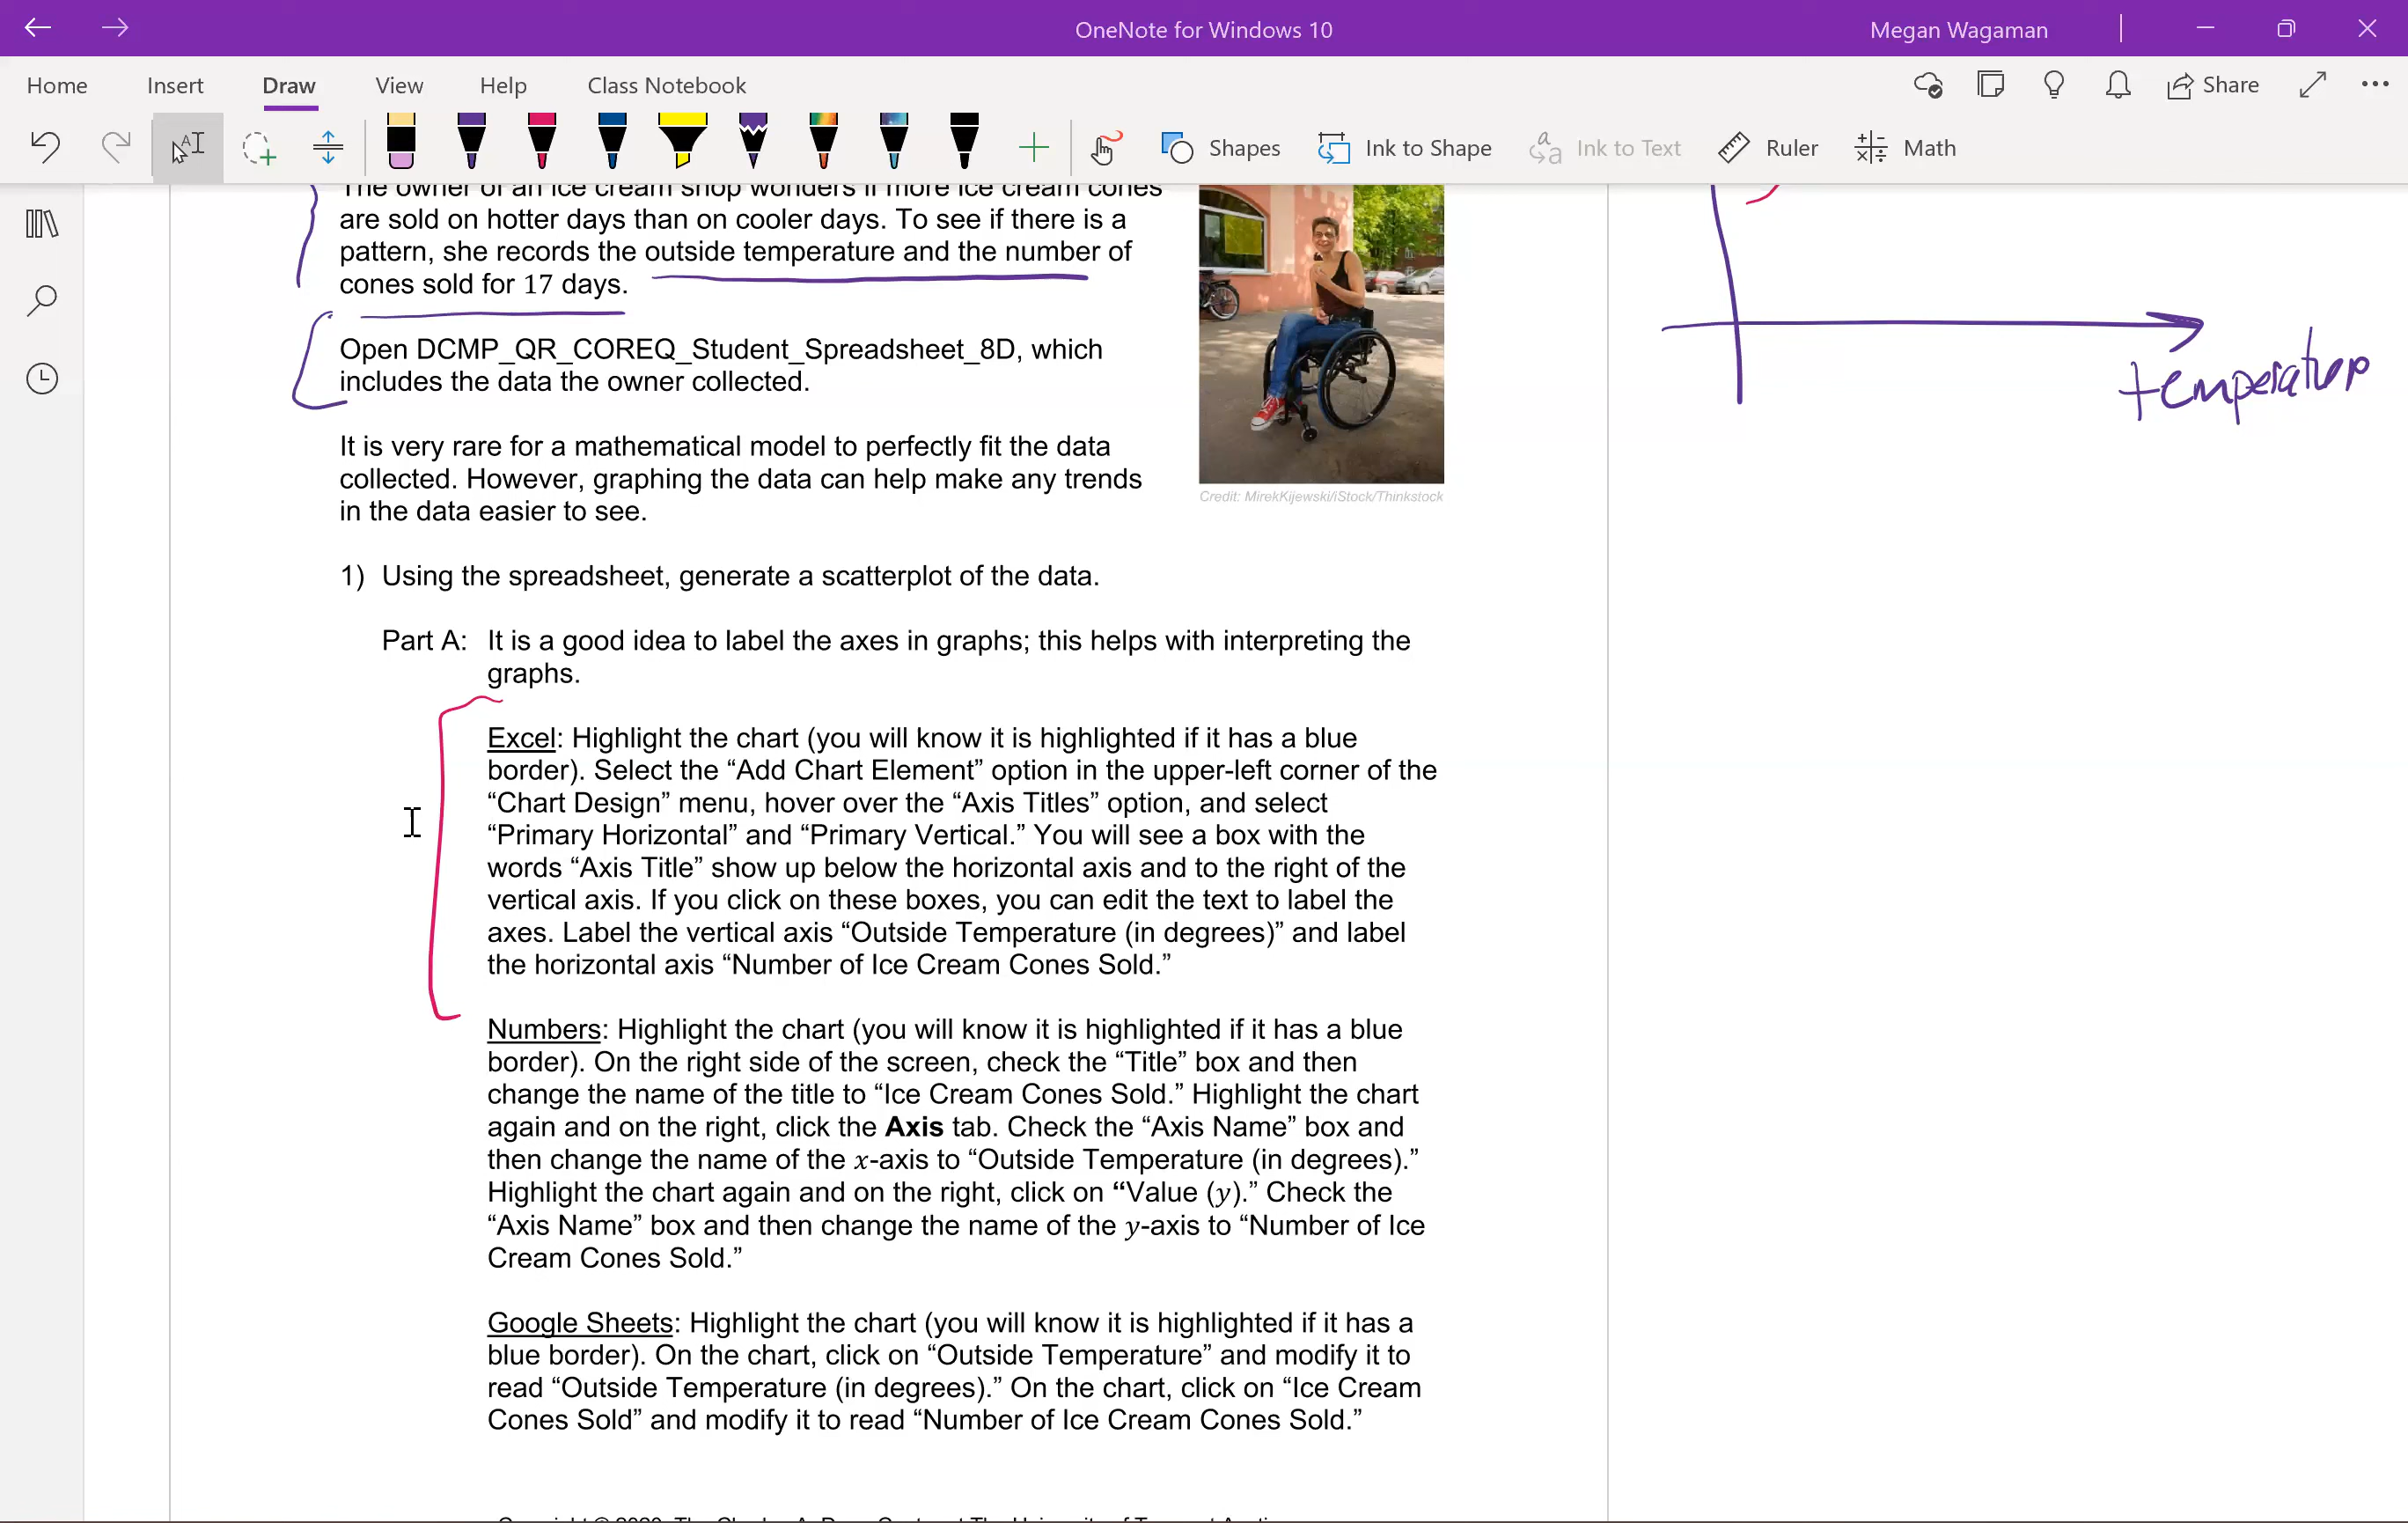 OneNote for Windows 10
Megan Wagaman
Home Insert Draw View Help Class Notebook
Share
Shapes Ink to Shape Ink to Text Ruler Math
The owner of an ice cream shop wonders if more ice cream cones
are sold on hotter days than on cooler days. To see if there is a
pattern, she records the outside temperature and the number of
cones sold for 17 days.
Open DCMP_QR_COREQ_Student_Spreadsheet_8D, which
includes the data the owner collected.
It is very rare for a mathematical model to perfectly fit the data
collected. However, graphing the data can help make any trends
in the data easier to see.
Credit: MirekKijewski/iStock/Thinkstock
temperature
1) Using the spreadsheet, generate a scatterplot of the data.
Part A: It is a good idea to label the axes in graphs; this helps with interpreting the
graphs.
Excel: Highlight the chart (you will know it is highlighted if it has a blue
border). Select the “Add Chart Element” option in the upper-left corner of the
“Chart Design” menu, hover over the “Axis Titles” option, and select
“Primary Horizontal” and “Primary Vertical.” You will see a box with the
words “Axis Title” show up below the horizontal axis and to the right of the
vertical axis. If you click on these boxes, you can edit the text to label the
axes. Label the vertical axis “Outside Temperature (in degrees)” and label
the horizontal axis “Number of Ice Cream Cones Sold.”
Numbers: Highlight the chart (you will know it is highlighted if it has a blue
border). On the right side of the screen, check the “Title” box and then
change the name of the title to “Ice Cream Cones Sold.” Highlight the chart
again and on the right, click the Axis tab. Check the “Axis Name” box and
then change the name of the x-axis to “Outside Temperature (in degrees).”
Highlight the chart again and on the right, click on “Value (y).” Check the
“Axis Name” box and then change the name of the y-axis to “Number of Ice
Cream Cones Sold.”
Google Sheets: Highlight the chart (you will know it is highlighted if it has a
blue border). On the chart, click on “Outside Temperature” and modify it to
read “Outside Temperature (in degrees).” On the chart, click on “Ice Cream
Cones Sold” and modify it to read “Number of Ice Cream Cones Sold.”